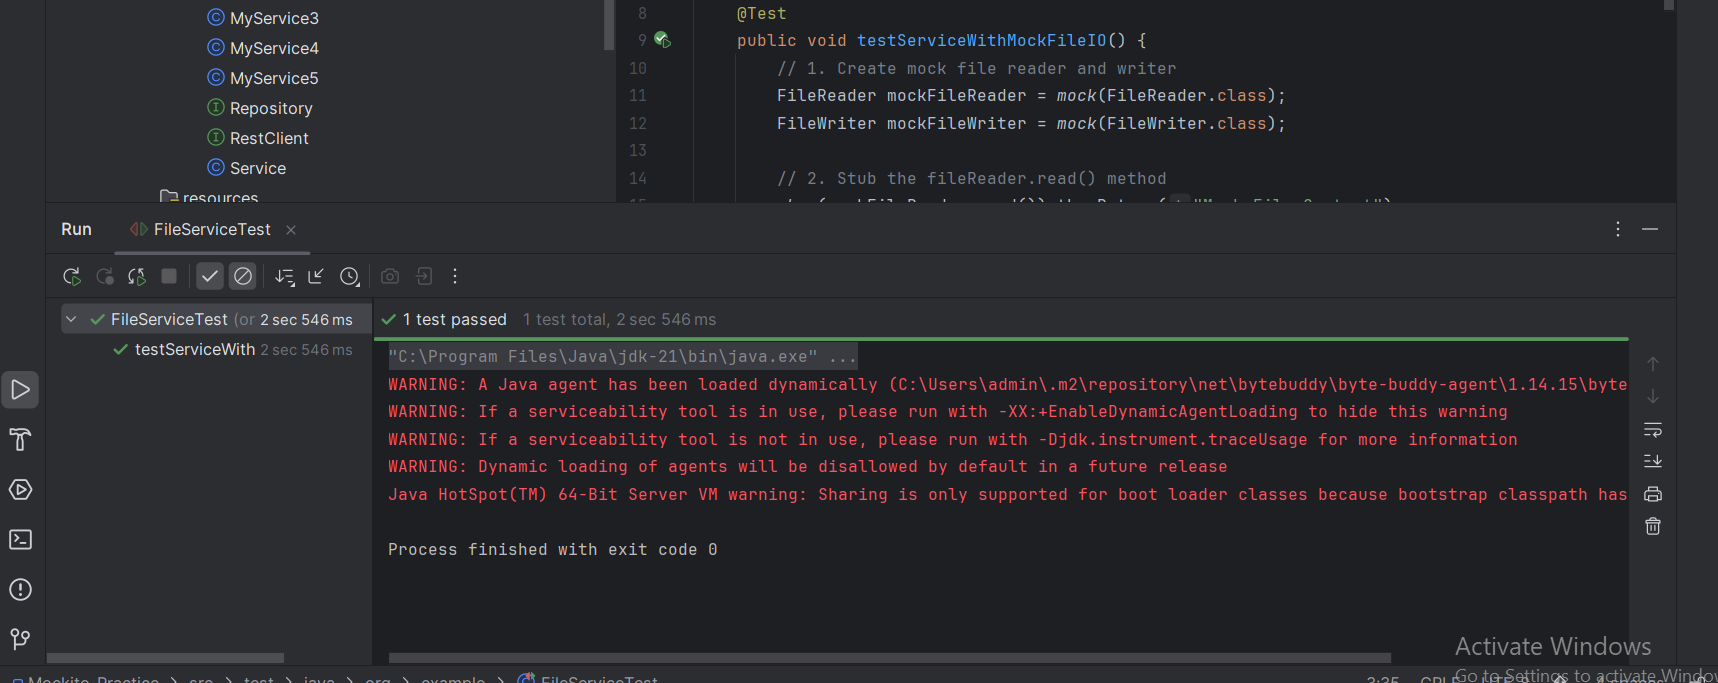 MyService3
MyService4
MyService5
Repository
RestClient
Service
resources
8 @Test
9 public void testServiceWithMockFileIO() {
10 // 1. Create mock file reader and writer
11 FileReader mockFileReader = mock(FileReader.class);
12 FileWriter mockFileWriter = mock(FileWriter.class);
13
14 // 2. Stub the fileReader.read() method
Run FileServiceTest
FileServiceTest (or 2 sec 546 ms
testServiceWith 2 sec 546 ms
1 test passed 1 test total, 2 sec 546 ms
"C:\Program Files\Java\jdk-21\bin\java.exe" ...
WARNING: A Java agent has been loaded dynamically (C:\Users\admin\.m2\repository\net\bytebuddy\byte-buddy-agent\1.14.15\byte
WARNING: If a serviceability tool is in use, please run with -XX:+EnableDynamicAgentLoading to hide this warning
WARNING: If a serviceability tool is not in use, please run with -Djdk.instrument.traceUsage for more information
WARNING: Dynamic loading of agents will be disallowed by default in a future release
Java HotSpot(TM) 64-Bit Server VM warning: Sharing is only supported for boot loader classes because bootstrap classpath has
Process finished with exit code 0
Activate Windows
Go to Settings to activate Window
Mockito_Practice > src > test > java > org > example > FileServiceTest
3:35 CRLF UTF-8